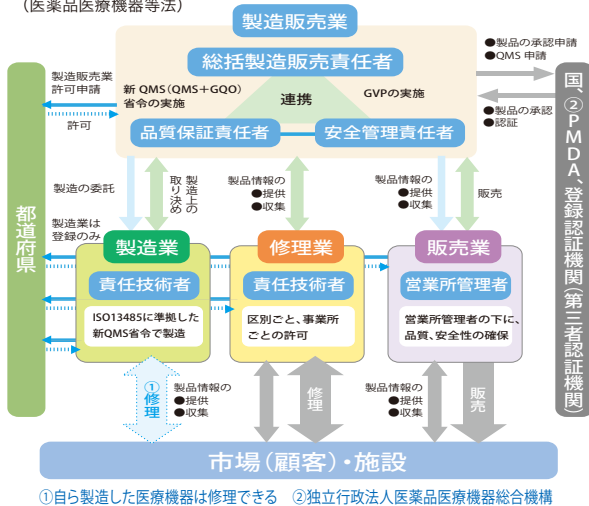 （医薬品医療機器等法）
製造販売業
総括製造販売責任者
新QMS（QMS＋GQO）
省令の実施
連携
GVPの実施
品質保証責任者
安全管理責任者
製造販売業
許可申請
許可
●製品の承認申請
●QMS 申請
●製品の承認
●認証
都道府県
国、②PMDA、登録認証機関（第三者認証機関）
製造の委託
製造上の
取り決め
製品情報の
●提供
●収集
製品情報の
●提供
●収集
販売
製造業は
登録のみ
製造業
責任技術者
ISO13485に準拠した
新QMS省令で製造
修理業
責任技術者
区別ごと、事業所
ごとの許可
販売業
営業所管理者
営業所管理者の下に、
品質、安全性の確保
①修理
製品情報の
●提供
●収集
修理
製品情報の
●提供
●収集
販売
市場（顧客）・施設
①自ら製造した医療機器は修理できる　②独立行政法人医薬品医療機器総合機構